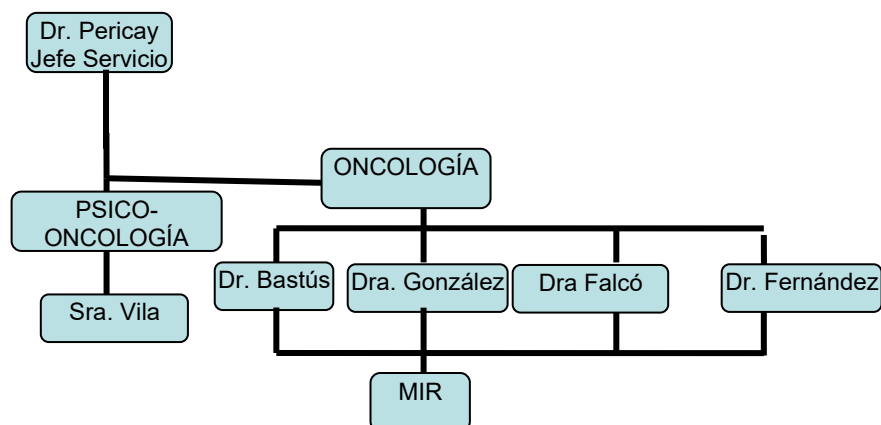 Dr. Pericay
Jefe Servicio
ONCOLOGÍA
PSICO-
ONCOLOGÍA
Dr. Bastús
Dra. González
Dra Falcó
Dr. Fernández
Sra. Vila
MIR